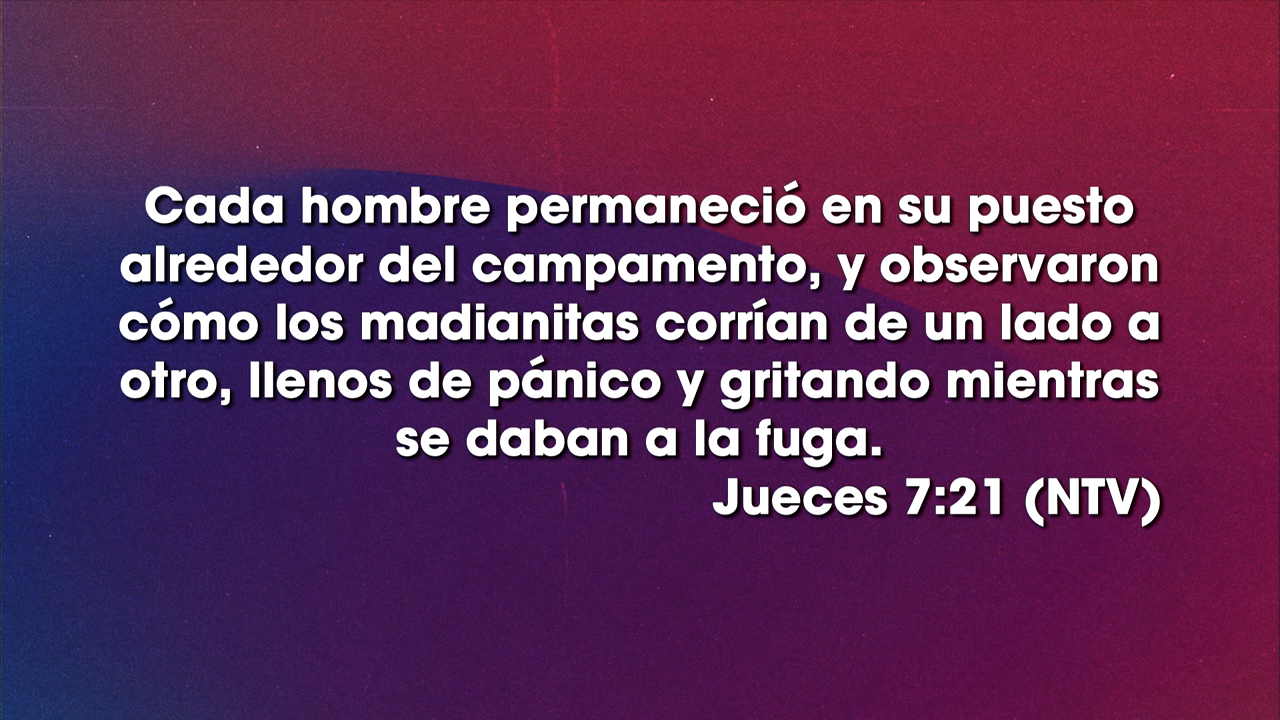 Cada hombre permaneció en su puesto
alrededor del campamento, y observaron
cómo los madianitas corrían de un lado a
otro, llenos de pánico y gritando mientras
se daban a la fuga.
Jueces 7:21 (NTV)